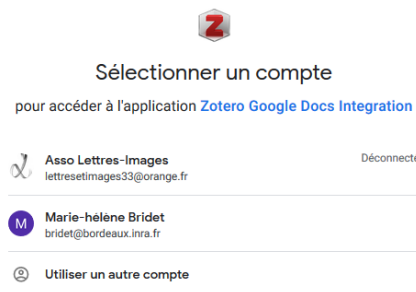 Z
Sélectionner un compte
pour accéder à l'application Zotero Google Docs Integration
Asso Lettres-Images
Déconnecté
lettresetimages33@orange.fr
M
Marie-hélène Bridet
bridet@bordeaux.inra.fr
Utiliser un autre compte